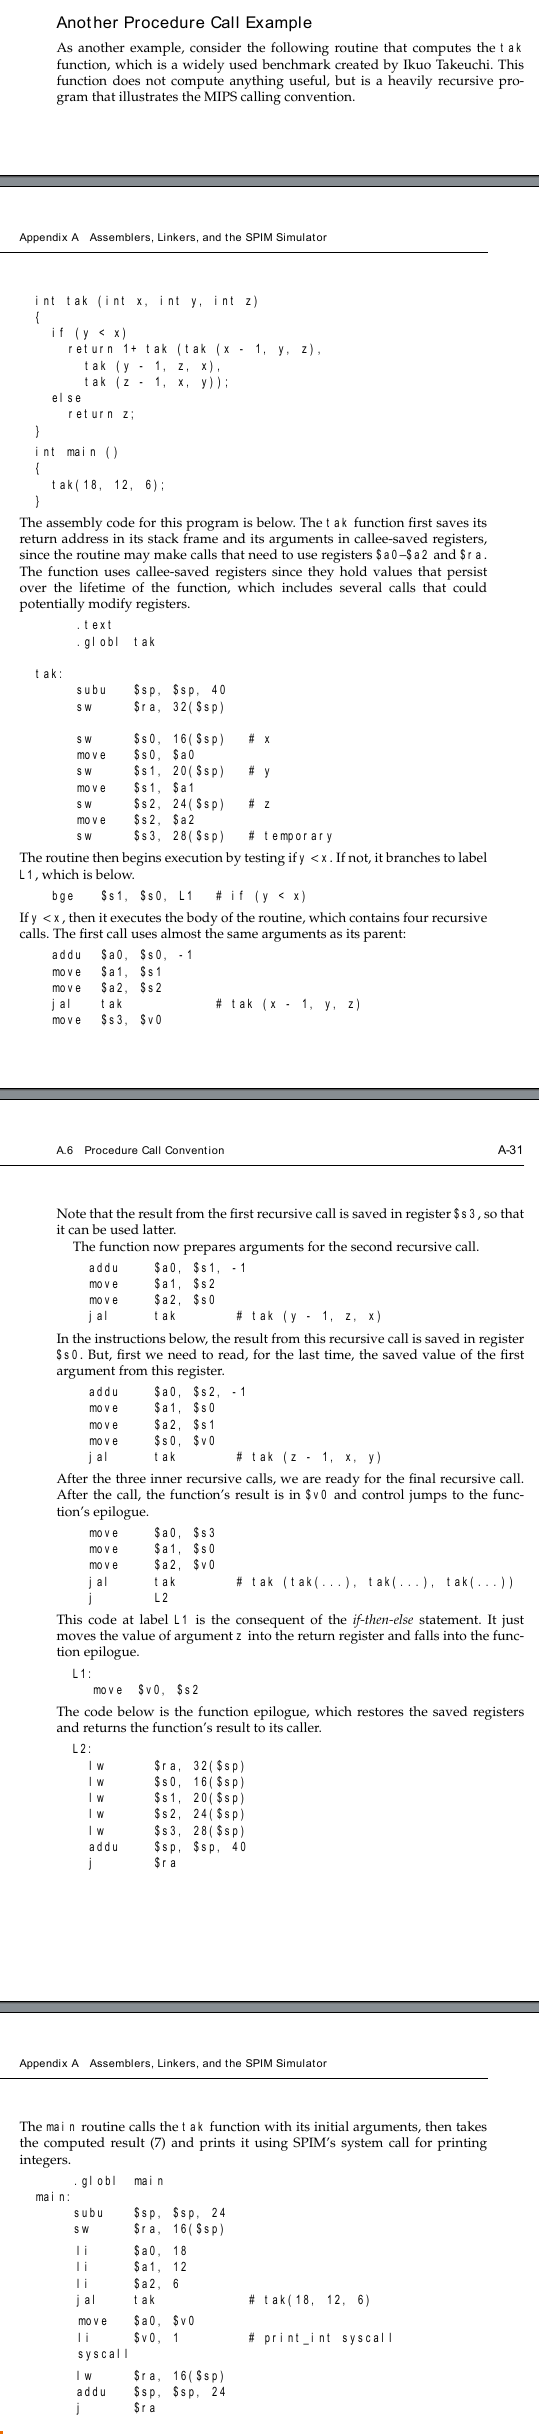 Another Procedure Call Example
As another example, consider the following routine that computes the tak
function, which is a widely used benchmark created by Ikuo Takeuchi. This
function does not compute anything useful, but is a heavily recursive pro-
gram that illustrates the MIPS calling convention.
Appendix A Assemblers, Linkers, and the SPIM Simulator
int tak (int x, int y, int z)
{
if (y < x)
return 1+ tak (tak (x - 1, y, z),
tak (y - 1, z, x),
tak (z - 1, x, y));
else
return z;
}
int main ()
{
tak(18, 12, 6);
}
The assembly code for this program is below. The tak function first saves its
return address in its stack frame and its arguments in callee-saved registers,
since the routine may make calls that need to use registers $a0–$a2 and $ra.
The function uses callee-saved registers since they hold values that persist
over the lifetime of the function, which includes several calls that could
potentially modify registers.
.text
.globl tak
tak:
subu $sp, $sp, 40
sw $ra, 32($sp)
sw $s0, 16($sp) # x
move $s0, $a0
sw $s1, 20($sp) # y
move $s1, $a1
sw $s2, 24($sp) # z
move $s2, $a2
sw $s3, 28($sp) # temporary
The routine then begins execution by testing if y < x. If not, it branches to label
L1, which is below.
bge $s1, $s0, L1 # if (y < x)
If y < x, then it executes the body of the routine, which contains four recursive
calls. The first call uses almost the same arguments as its parent:
addu $a0, $s0, -1
move $a1, $s1
move $a2, $s2
jal tak # tak (x - 1, y, z)
move $s3, $v0
A.6 Procedure Call Convention A-31
Note that the result from the first recursive call is saved in register $s3, so that
it can be used latter.
The function now prepares arguments for the second recursive call.
addu $a0, $s1, -1
move $a1, $s2
move $a2, $s0
jal tak # tak (y - 1, z, x)
In the instructions below, the result from this recursive call is saved in register
$s0. But, first we need to read, for the last time, the saved value of the first
argument from this register.
addu $a0, $s2, -1
move $a1, $s0
move $a2, $s1
move $s0, $v0
jal tak # tak (z - 1, x, y)
After the three inner recursive calls, we are ready for the final recursive call.
After the call, the function's result is in $v0 and control jumps to the func-
tion's epilogue.
move $a0, $s3
move $a1, $s0
move $a2, $v0
jal tak # tak (tak(...), tak(...), tak(...))
j L2
This code at label L1 is the consequent of the if-then-else statement. It just
moves the value of argument z into the return register and falls into the func-
tion epilogue.
L1:
move $v0, $s2
The code below is the function epilogue, which restores the saved registers
and returns the function's result to its caller.
L2:
lw $ra, 32($sp)
lw $s0, 16($sp)
lw $s1, 20($sp)
lw $s2, 24($sp)
lw $s3, 28($sp)
addu $sp, $sp, 40
j $ra
Appendix A Assemblers, Linkers, and the SPIM Simulator
The main routine calls the tak function with its initial arguments, then takes
the computed result (7) and prints it using SPIM's system call for printing
integers.
.globl main
main:
subu $sp, $sp, 24
sw $ra, 16($sp)
li $a0, 18
li $a1, 12
li $a2, 6
jal tak # tak(18, 12, 6)
move $a0, $v0
li $v0, 1 # print_int syscall
syscall
lw $ra, 16($sp)
addu $sp, $sp, 24
j $ra